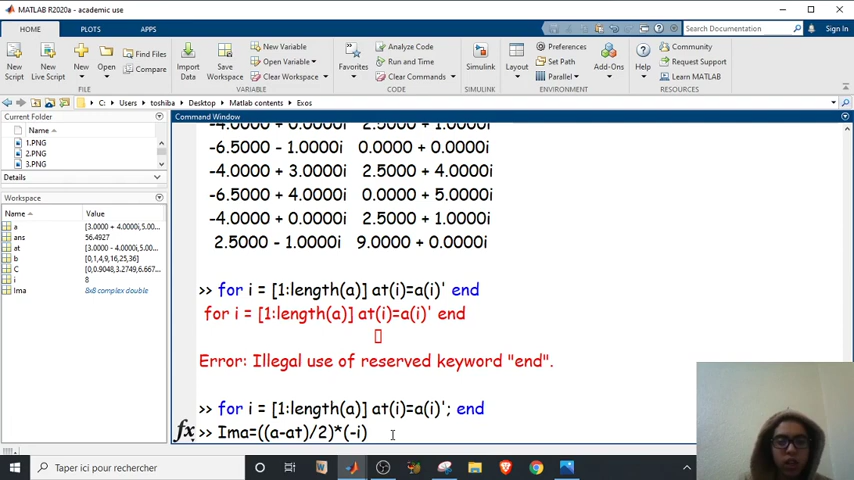 MATLAB R2020a - academic use
HOME PLOTS APPS Search Documentation Sign In
New Script New Live Script New Open Find Files Compare Import Data Save Workspace New Variable Open Variable Clear Workspace Favorites Analyze Code Run and Time Clear Commands Simulink Layout Preferences Set Path Parallel Add-Ons Help Community Request Support Learn MATLAB
FILE VARIABLE CODE SIMULINK ENVIRONMENT RESOURCES
C: Users toshiba Desktop Matlab contents Exos
Current Folder
Name
1.PNG
2.PNG
3.PNG
Details
Workspace
Name Value
a [3.0000 + 4.0000i,5.00...
ans 56.4927
at [3.0000 - 4.0000i,5.00...
b [0,1,4,9,16,25,36]
C [0,0.9048,3.2749,6.667...
i 8
Ima 8x8 complex double
Command Window
-4.0000 + 0.0000i 2.5000 + 1.0000i
-6.5000 - 1.0000i 0.0000 + 0.0000i
-4.0000 + 3.0000i 2.5000 + 4.0000i
-6.5000 + 4.0000i 0.0000 + 5.0000i
-4.0000 + 0.0000i 2.5000 + 1.0000i
2.5000 - 1.0000i 9.0000 + 0.0000i
>> for i = [1:length(a)] at(i)=a(i)' end
for i = [1:length(a)] at(i)=a(i)' end
Error: Illegal use of reserved keyword "end".
>> for i = [1:length(a)] at(i)=a(i)'; end
fx >> Ima=((a-at)/2)*(-i)
Taper ici pour rechercher